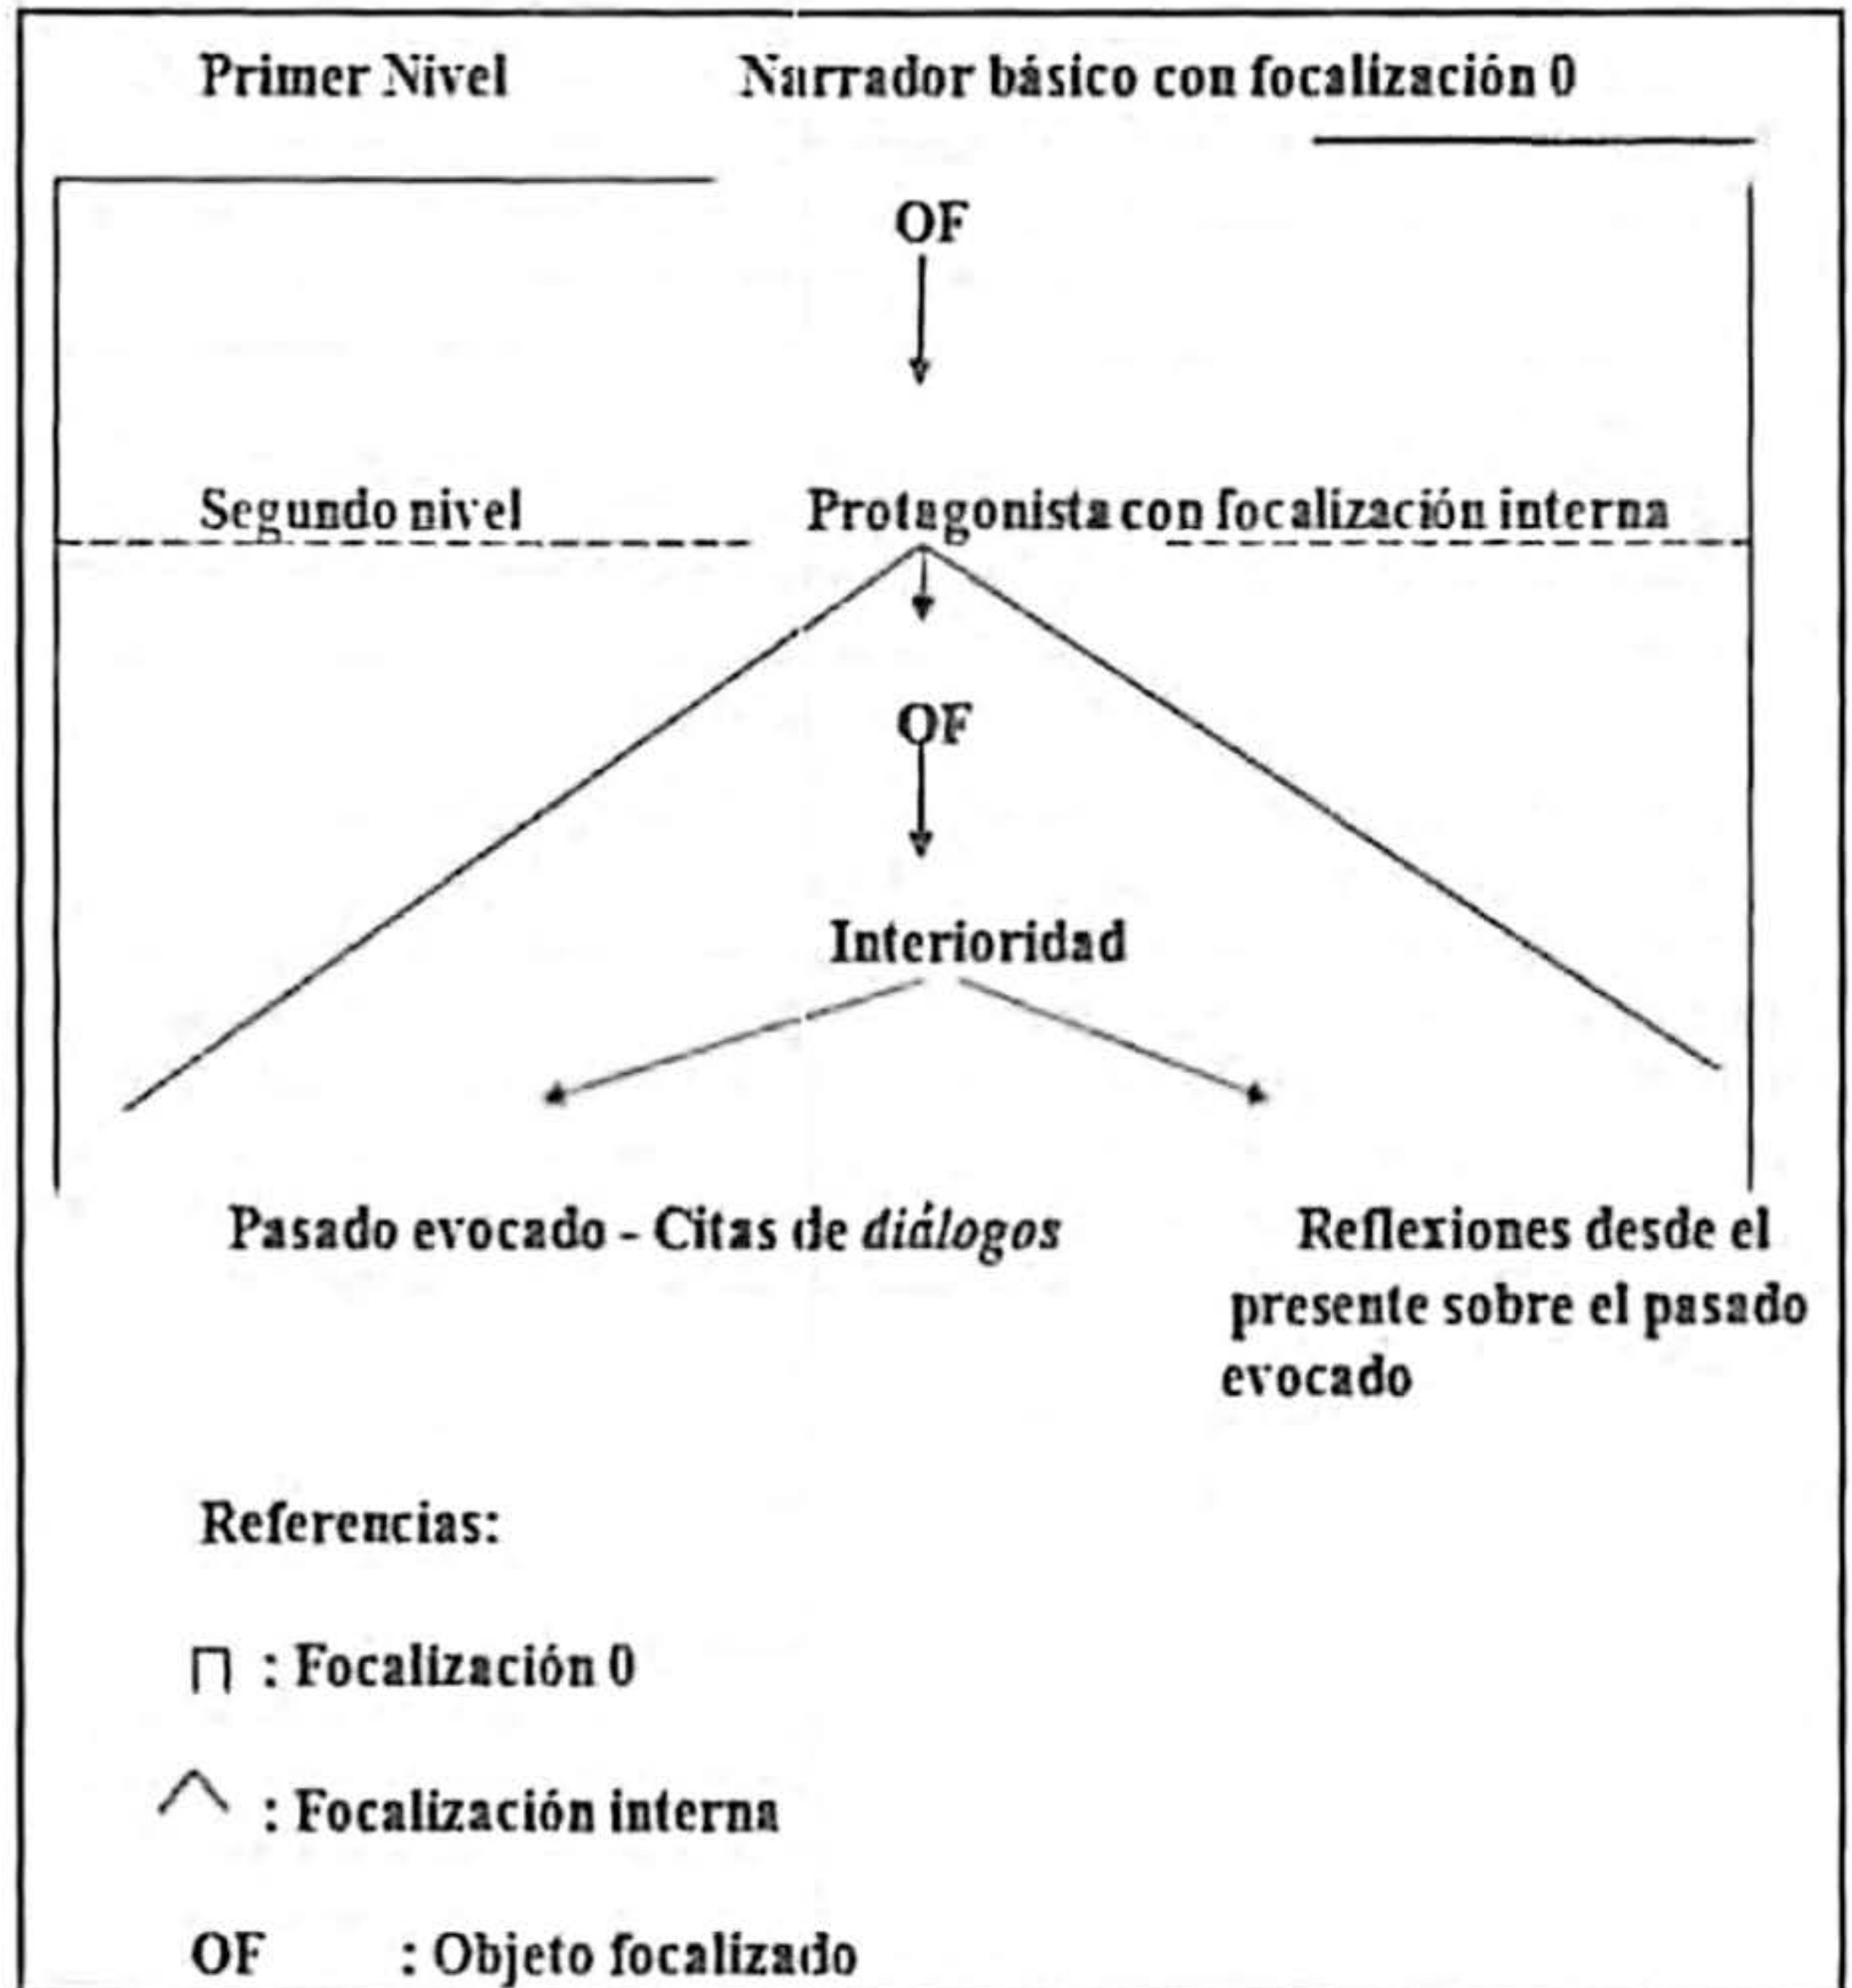 Primer Nivel Narrador básico con focalización 0
OF
Segundo nivel Protagonista con focalización interna
OF
Interioridad
Pasado evocado - Citas de diálogos Reflexiones desde el
presente sobre el pasado
evocado
Referencias:
⊓ : Focalización 0
∧ : Focalización interna
OF : Objeto focalizado